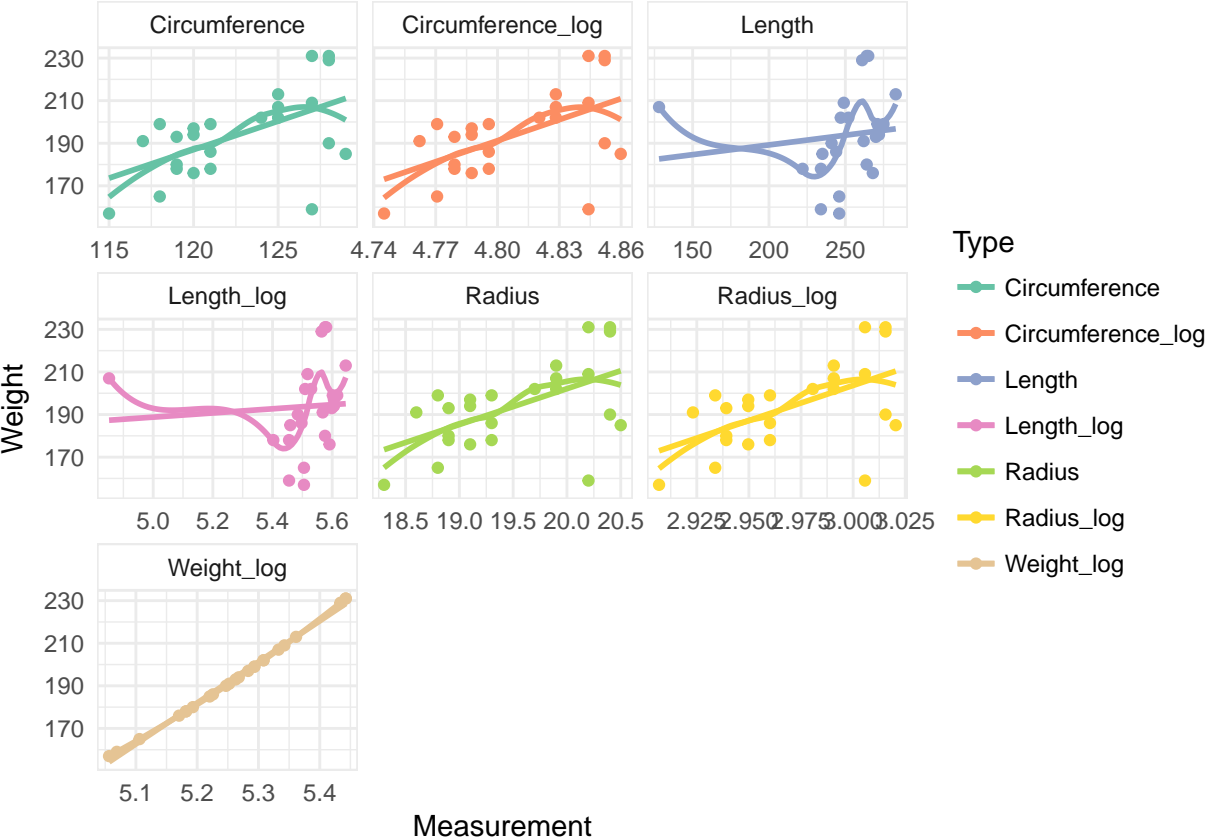 Circumference
Circumference_log
Length
230
210
190
170
115 120 125
4.74 4.77 4.80 4.83 4.86
150 200 250
Length_log
Radius
Radius_log
230
210
190
170
5.0 5.2 5.4 5.6
18.5 19.0 19.5 20.0 20.5
2.925 2.950 2.975 3.000 3.025
Weight_log
230
210
190
170
5.1 5.2 5.3 5.4
Weight
Measurement
Type
Circumference
Circumference_log
Length
Length_log
Radius
Radius_log
Weight_log